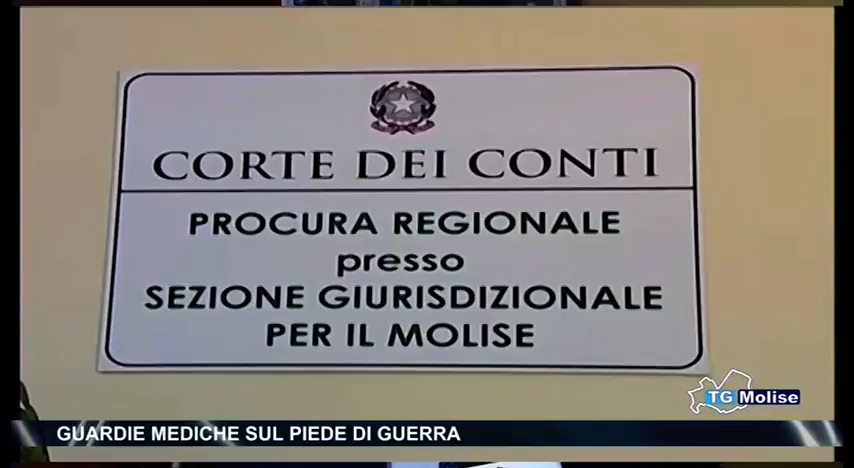 CORTE DEI CONTI
PROCURA REGIONALE
presso
SEZIONE GIURISDIZIONALE
PER IL MOLISE
TG Molise
GUARDIE MEDICHE SUL PIEDE DI GUERRA